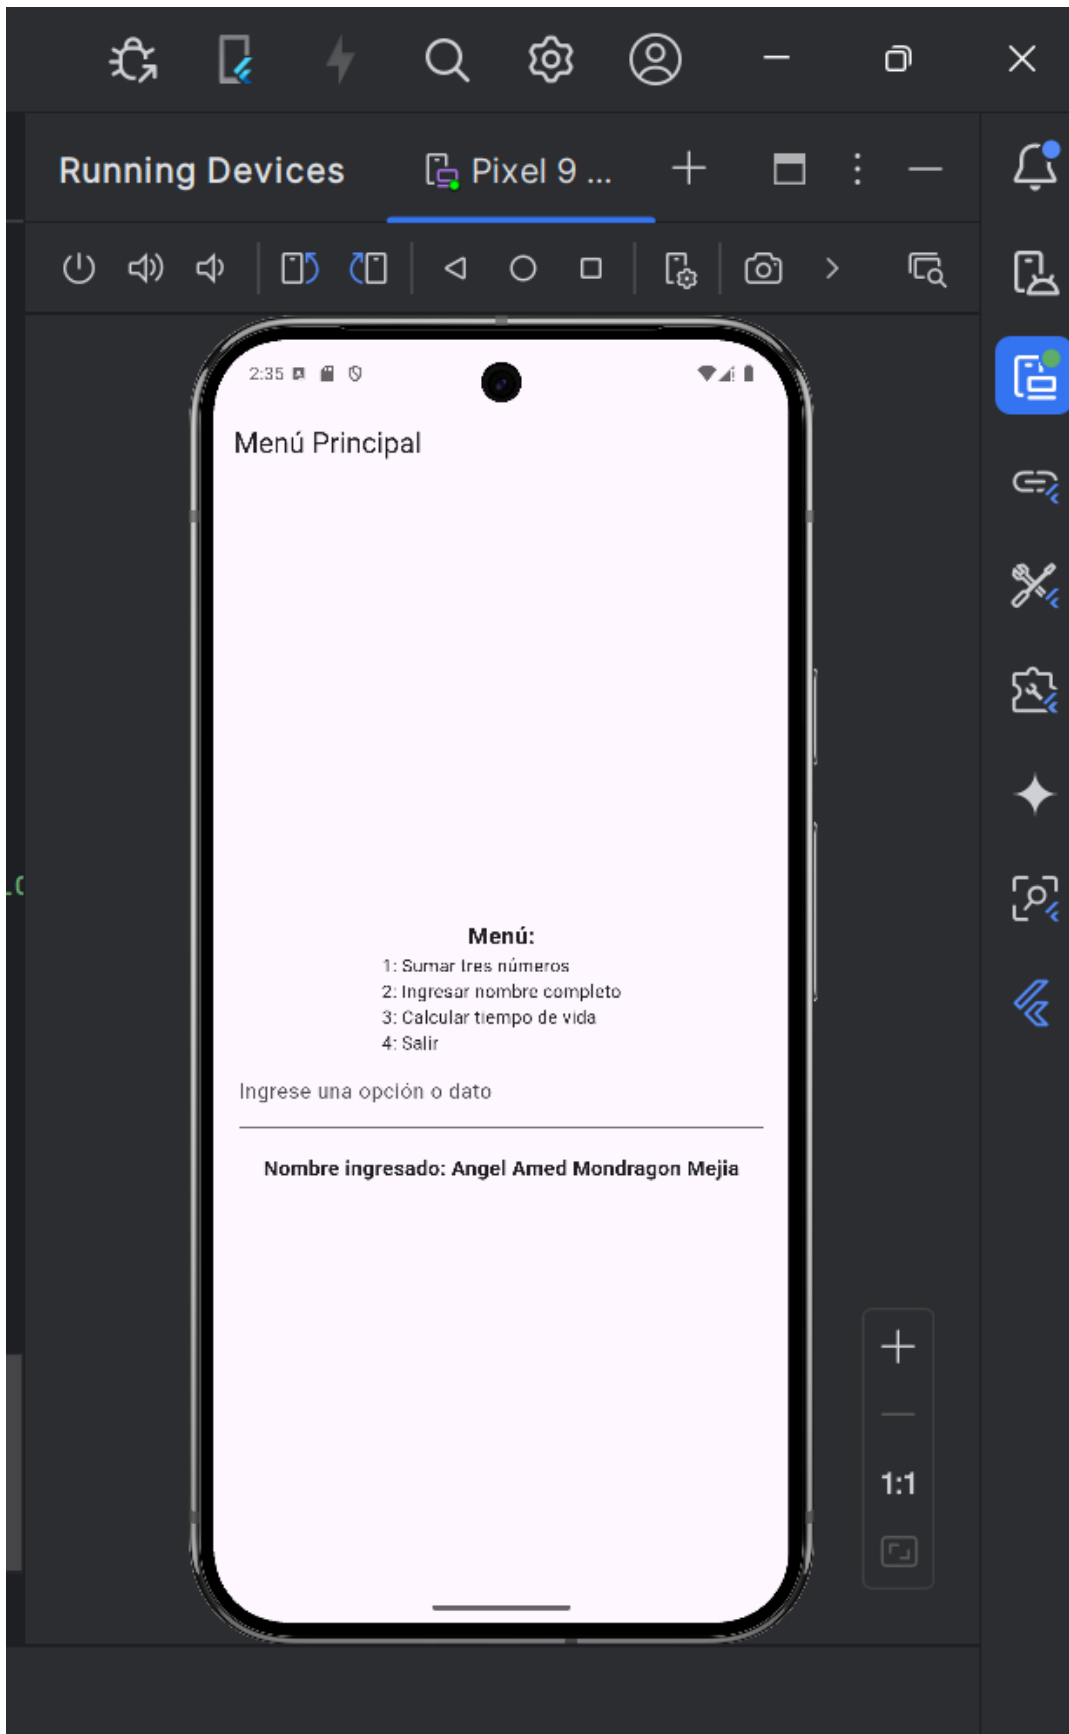 Running Devices
Pixel 9 ...
2:35
Menú Principal
Menú:
1: Sumar tres números
2: Ingresar nombre completo
3: Calcular tiempo de vida
4: Salir
Ingrese una opción o dato
Nombre ingresado: Angel Amed Mondragon Mejia
1:1